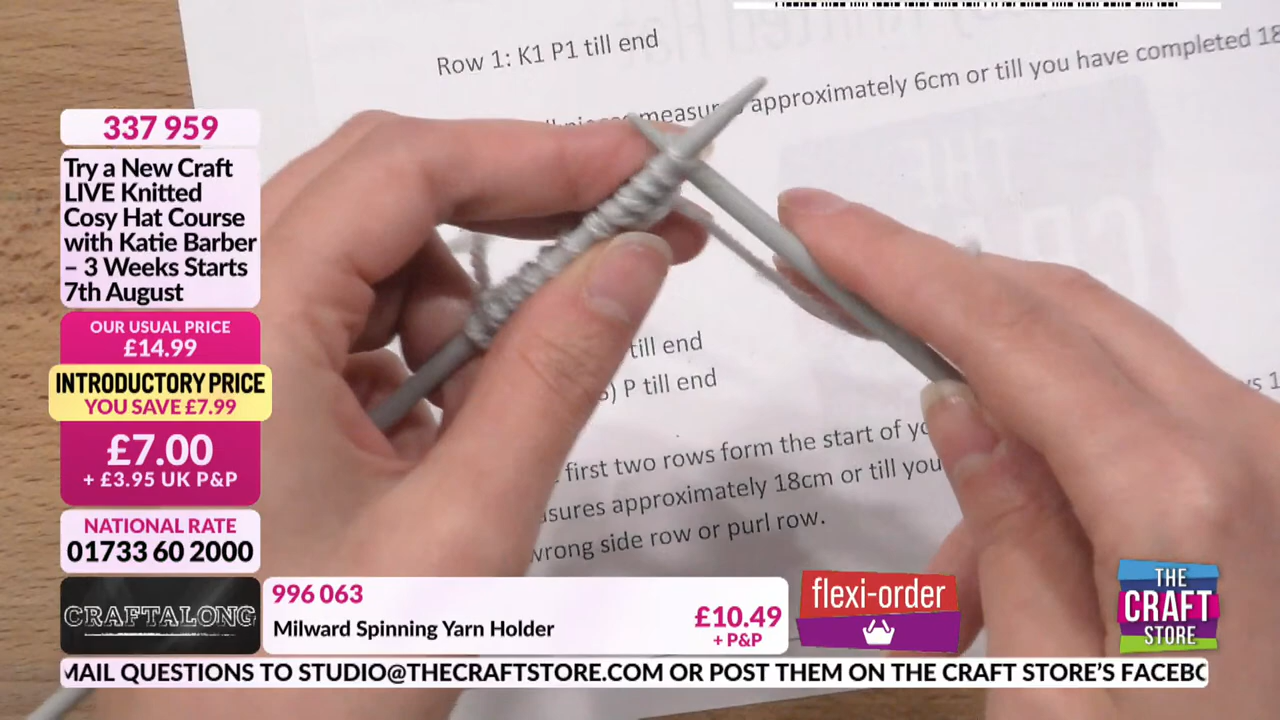 Row 1: K1 P1 till end
approximately 6cm or till you have completed 18
337 959
Try a New Craft
LIVE Knitted
Cosy Hat Course
with Katie Barber
– 3 Weeks Starts
7th August
OUR USUAL PRICE
£14.99
INTRODUCTORY PRICE
YOU SAVE £7.99
£7.00
+ £3.95 UK P&P
NATIONAL RATE
01733 60 2000
till end
) P till end
first two rows form the start of
approximately 18cm or till you
wrong side row or purl row.
CRAFTALONG
996 063
Milward Spinning Yarn Holder
£10.49
+ P&P
flexi-order
THE
CRAFT
STORE
MAIL QUESTIONS TO STUDIO@THECRAFTSTORE.COM OR POST THEM ON THE CRAFT STORE'S FACEB